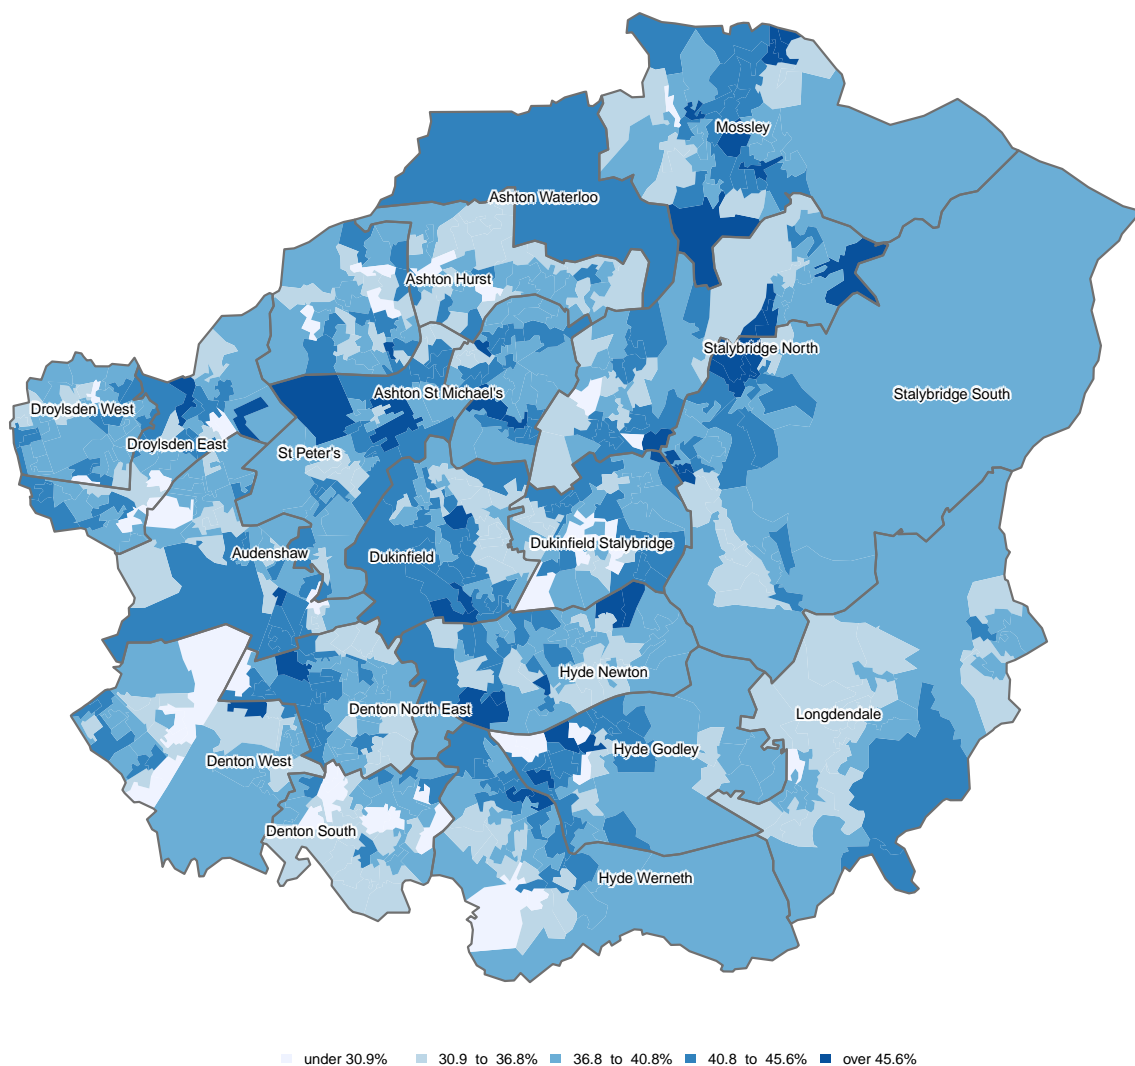 Mossley
Ashton Waterloo
Ashton Hurst
Stalybridge North
Ashton St Michael's
Stalybridge South
Droylsden West
Droylsden East
St Peter's
Dukinfield Stalybridge
Audenshaw
Dukinfield
Hyde Newton
Denton North East
Longdendale
Hyde Godley
Denton West
Denton South
Hyde Werneth
under 30.9% 30.9 to 36.8% 36.8 to 40.8% 40.8 to 45.6% over 45.6%